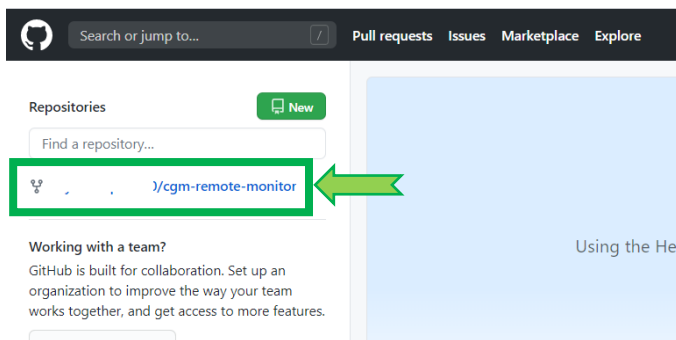 Search or jump to... /
Pull requests Issues Marketplace Explore
Repositories
New
Find a repository...
/cgm-remote-monitor
Working with a team?
GitHub is built for collaboration. Set up an
organization to improve the way your team
works together, and get access to more features.
Using the He